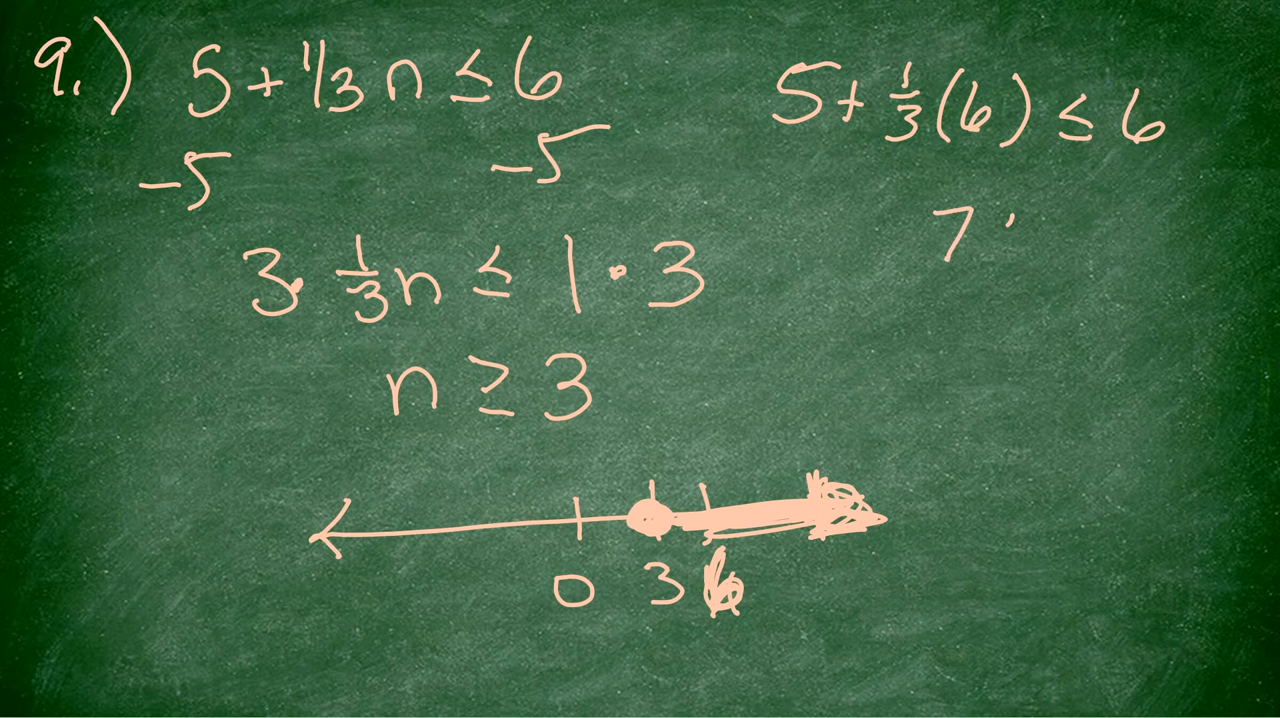 9.) 5 + 1/3 n ≤ 6
-5 -5
3 · 1/3 n ≤ 1 · 3
n ≥ 3
0 3 6
5 + 1/3 (6) ≤ 6
7